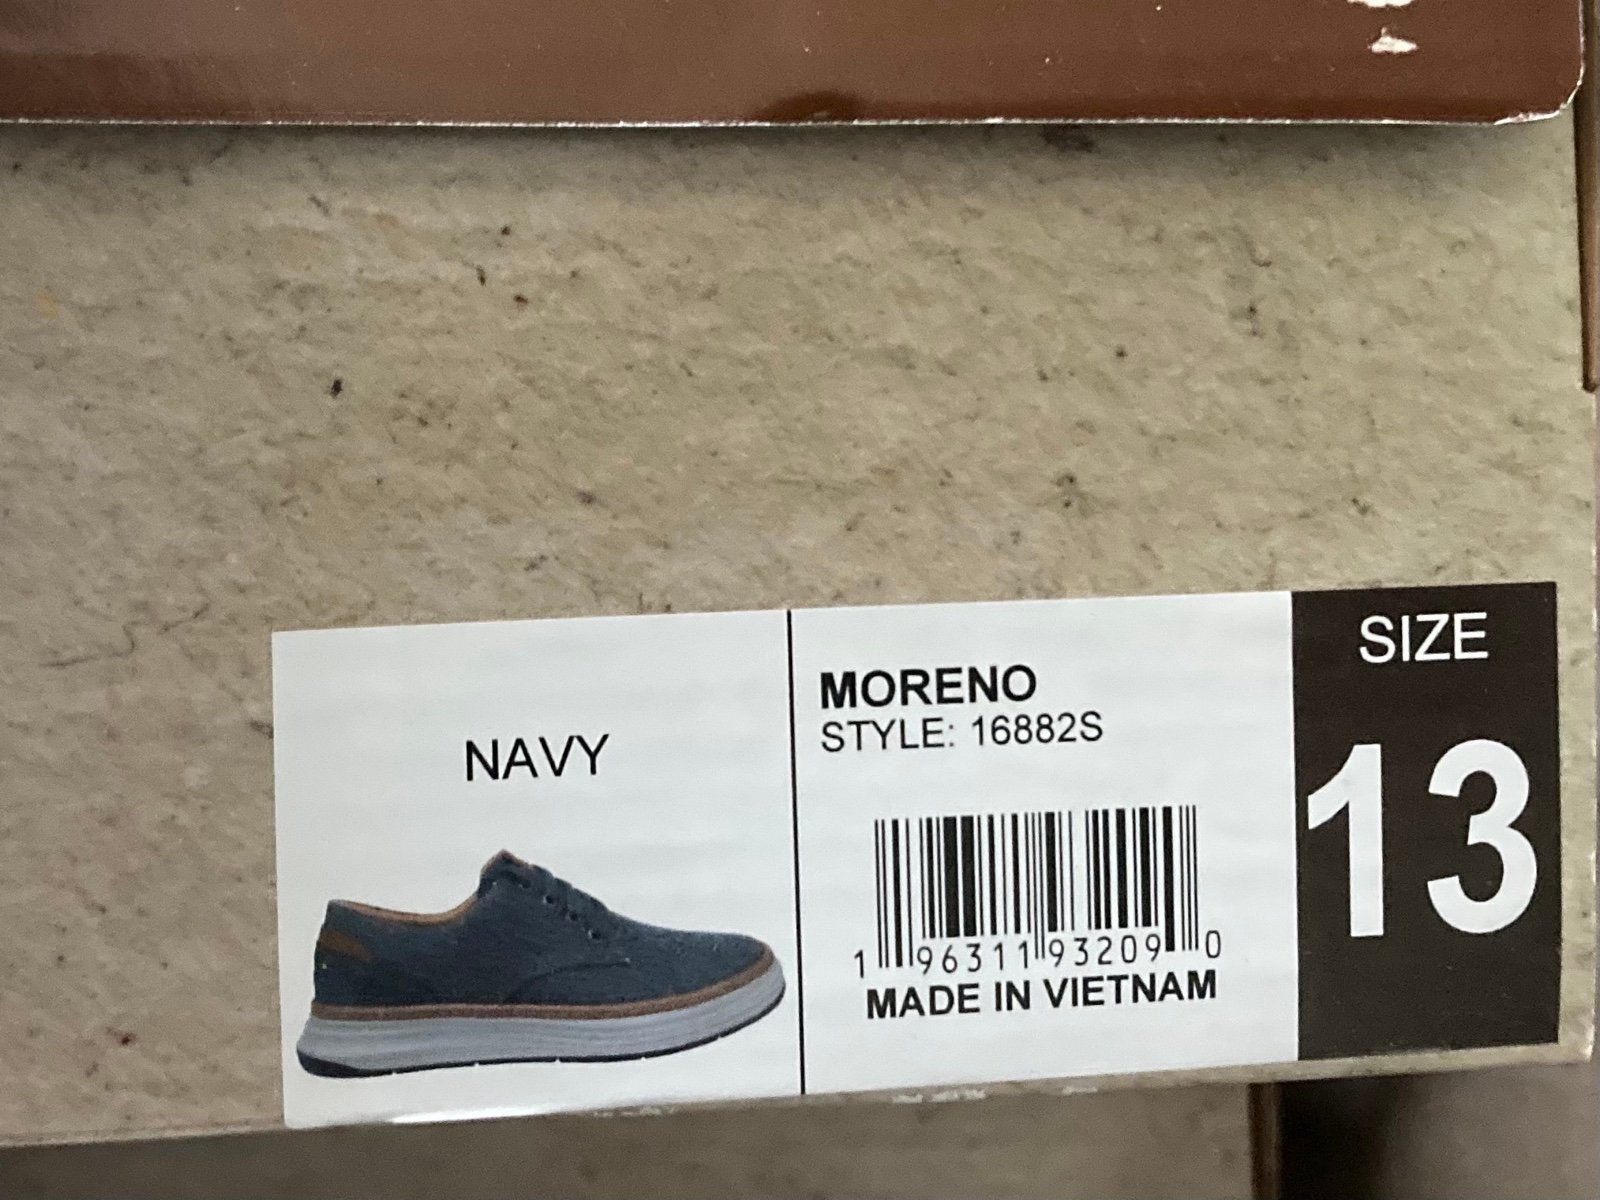 NAVY
MORENO
STYLE: 16882S
1 96311 93209 0
MADE IN VIETNAM
SIZE
13